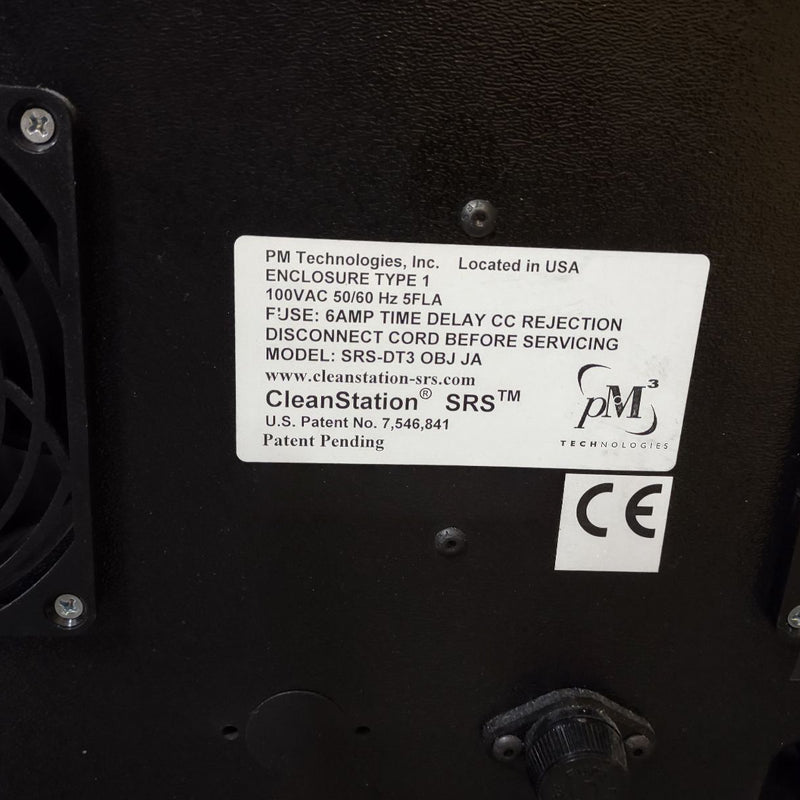 PM Technologies, Inc. Located in USA
ENCLOSURE TYPE 1
100VAC 50/60 Hz 5FLA
FUSE: 6AMP TIME DELAY CC REJECTION
DISCONNECT CORD BEFORE SERVICING
MODEL: SRS-DT3 OBJ JA
www.cleanstation-srs.com
CleanStation® SRS™
U.S. Patent No. 7,546,841
Patent Pending
pM³
TECHNOLOGIES
CE